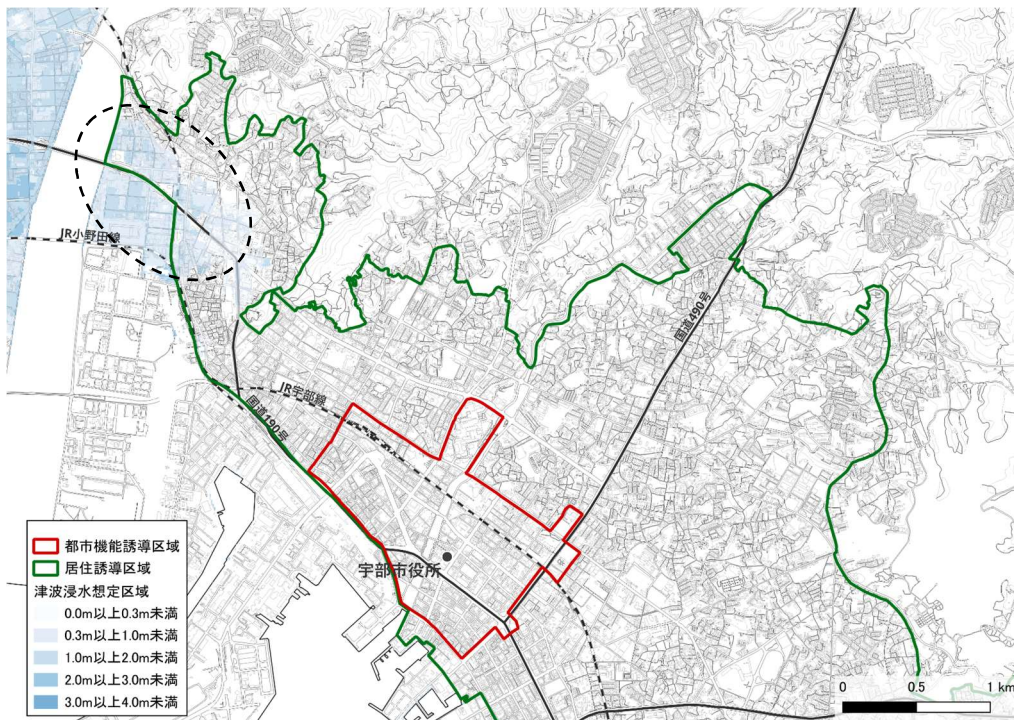 JR小野田線
国道490号
JR宇部線
国道190号
宇部市役所
都市機能誘導区域
居住誘導区域
津波浸水想定区域
0.0m以上0.3m未満
0.3m以上1.0m未満
1.0m以上2.0m未満
2.0m以上3.0m未満
3.0m以上4.0m未満
0 0.5 1 km